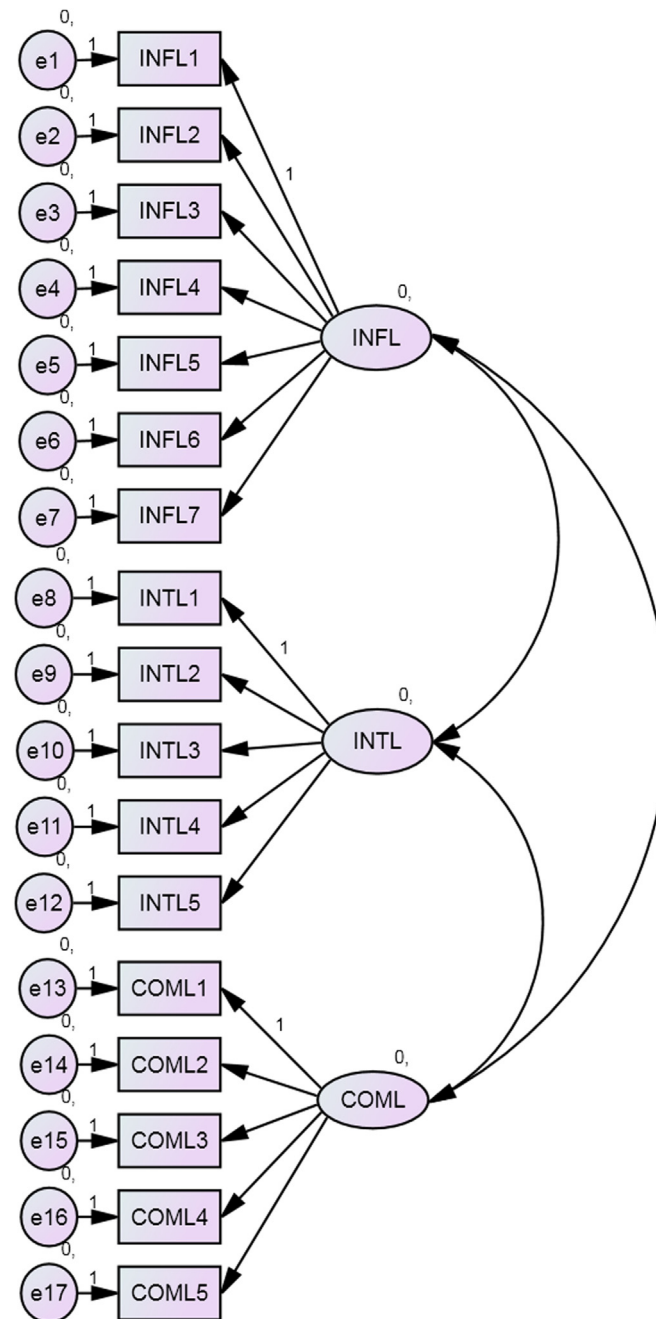 0,
e1 1 INFL1
0,
e2 1 INFL2
0,
e3 1 INFL3
0,
e4 1 INFL4
0,
e5 1 INFL5
0,
e6 1 INFL6
0,
e7 1 INFL7
1
0,
INFL
0,
e8 1 INTL1
0,
e9 1 INTL2
0,
e10 1 INTL3
0,
e11 1 INTL4
0,
e12 1 INTL5
1
0,
INTL
0,
e13 1 COML1
0,
e14 1 COML2
0,
e15 1 COML3
0,
e16 1 COML4
0,
e17 1 COML5
1
0,
COML